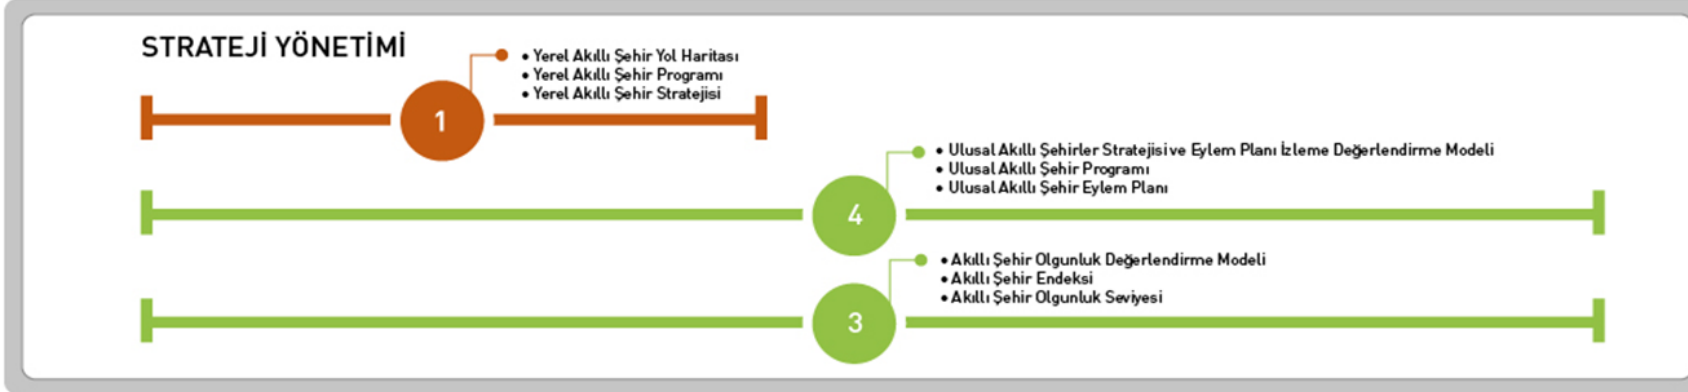 STRATEJİ YÖNETİMİ
• Yerel Akıllı Şehir Yol Haritası
• Yerel Akıllı Şehir Programı
• Yerel Akıllı Şehir Stratejisi
1
• Ulusal Akıllı Şehirler Stratejisi ve Eylem Planı İzleme Değerlendirme Modeli
• Ulusal Akıllı Şehir Programı
• Ulusal Akıllı Şehir Eylem Planı
4
• Akıllı Şehir Olgunluk Değerlendirme Modeli
• Akıllı Şehir Endeksi
• Akıllı Şehir Olgunluk Seviyesi
3